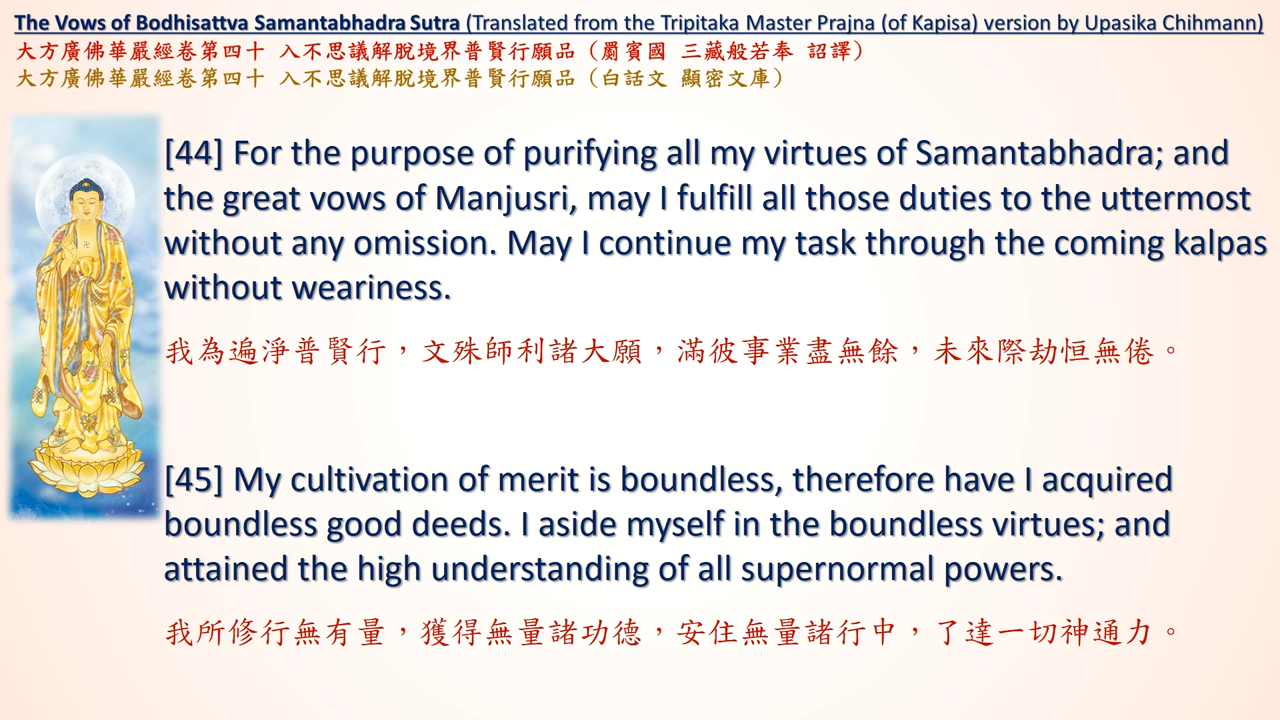 The Vows of Bodhisattva Samantabhadra Sutra (Translated from the Tripitaka Master Prajna (of Kapisa) version by Upasika Chihmann)
大方廣佛華嚴經卷第四十 入不思議解脫境界普賢行願品 (罽賓國 三藏般若奉 詔譯)
大方廣佛華嚴經卷第四十 入不思議解脫境界普賢行願品 (白話文 顯密文庫)
[44] For the purpose of purifying all my virtues of Samantabhadra; and
the great vows of Manjusri, may I fulfill all those duties to the uttermost
without any omission. May I continue my task through the coming kalpas
without weariness.
我為遍淨普賢行，文殊師利諸大願，滿彼事業盡無餘，未來際劫恒無倦。
[45] My cultivation of merit is boundless, therefore have I acquired
boundless good deeds. I aside myself in the boundless virtues; and
attained the high understanding of all supernormal powers.
我所修行無有量，獲得無量諸功德，安住無量諸行中，了達一切神通力。